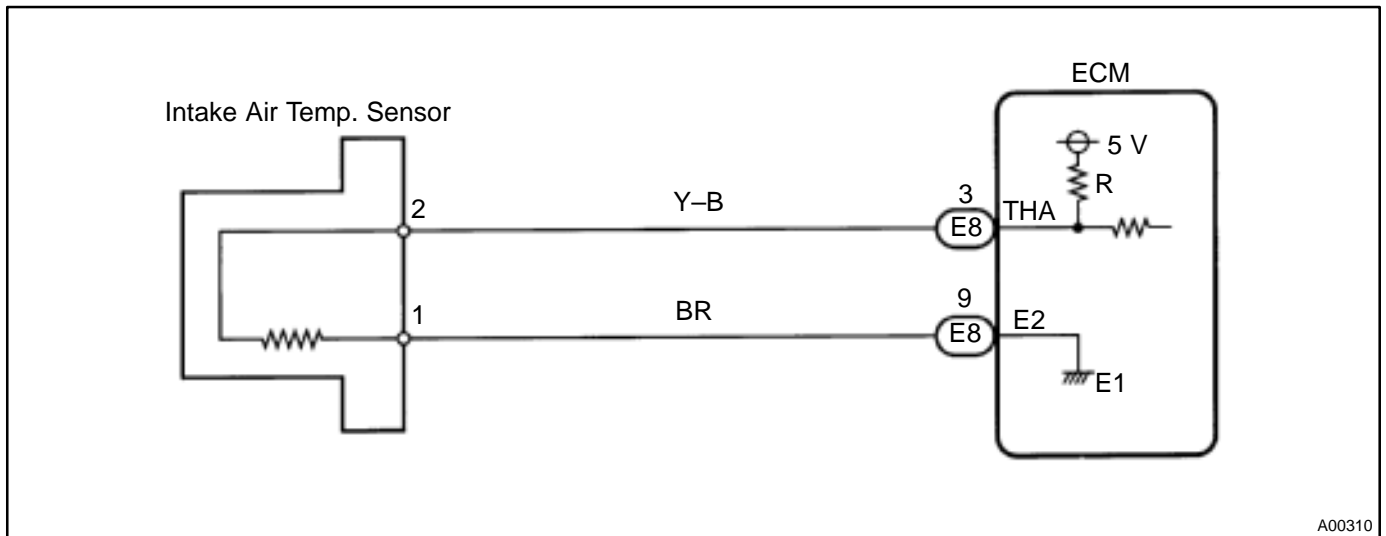 ECM
Intake Air Temp. Sensor
5 V
R
2
Y–B
3
E8
THA
1
BR
9
E8
E2
E1
A00310